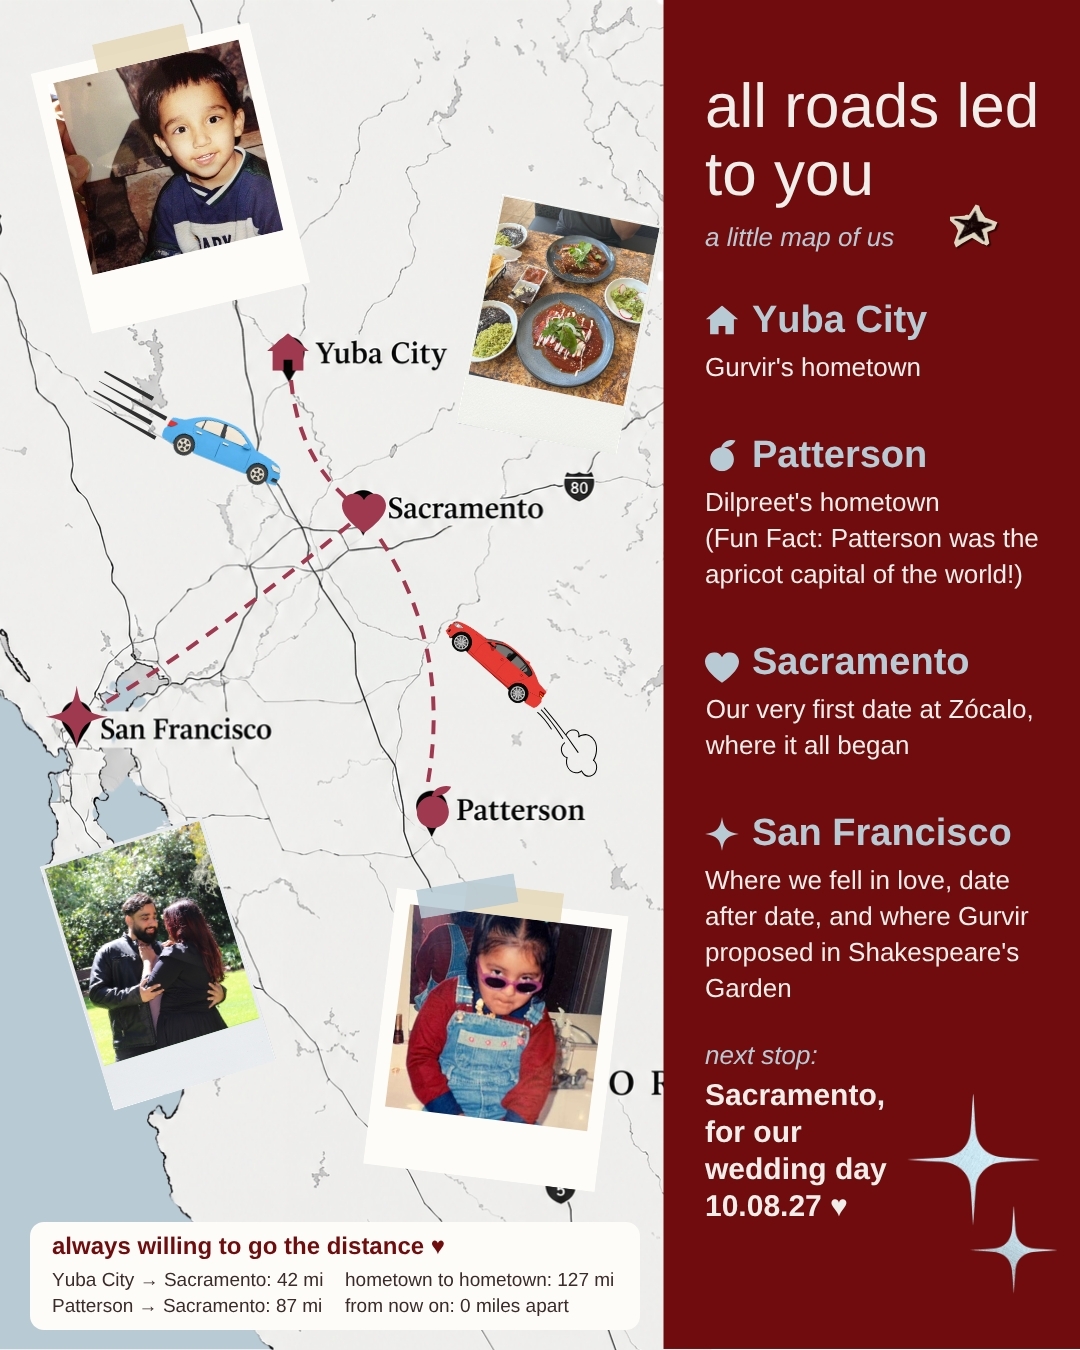 all roads led
to you
a little map of us
Yuba City
Gurvir's hometown
Patterson
Dilpreet's hometown
(Fun Fact: Patterson was the
apricot capital of the world!)
Sacramento
Our very first date at Zócalo,
where it all began
San Francisco
Where we fell in love, date
after date, and where Gurvir
proposed in Shakespeare's
Garden
next stop:
Sacramento,
for our
wedding day
10.08.27 ♥
Yuba City
80
Sacramento
San Francisco
Patterson
5
always willing to go the distance ♥
Yuba City → Sacramento: 42 mi
Patterson → Sacramento: 87 mi
hometown to hometown: 127 mi
from now on: 0 miles apart